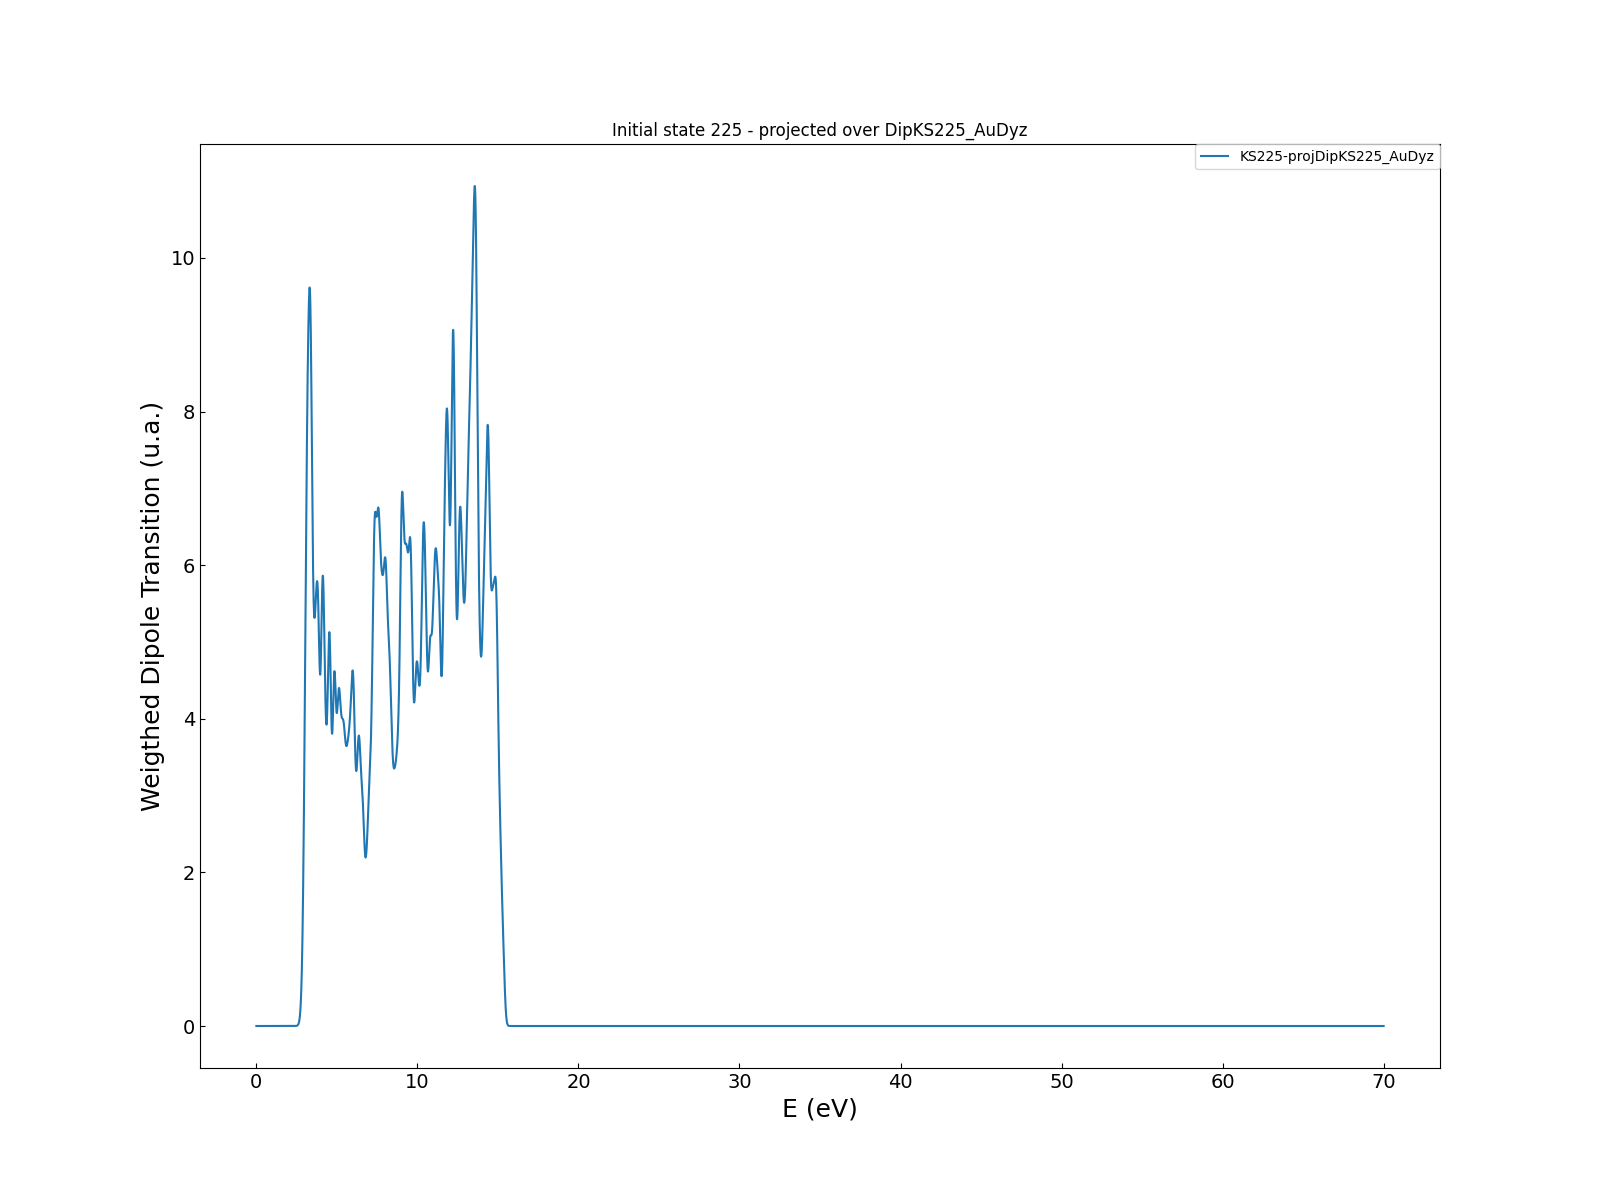 Initial state 225 - projected over DipKS225_AuDyz
KS225-projDipKS225_AuDyz
Weigthed Dipole Transition (u.a.)
10
8
6
4
2
0
0 10 20 30 40 50 60 70
E (eV)